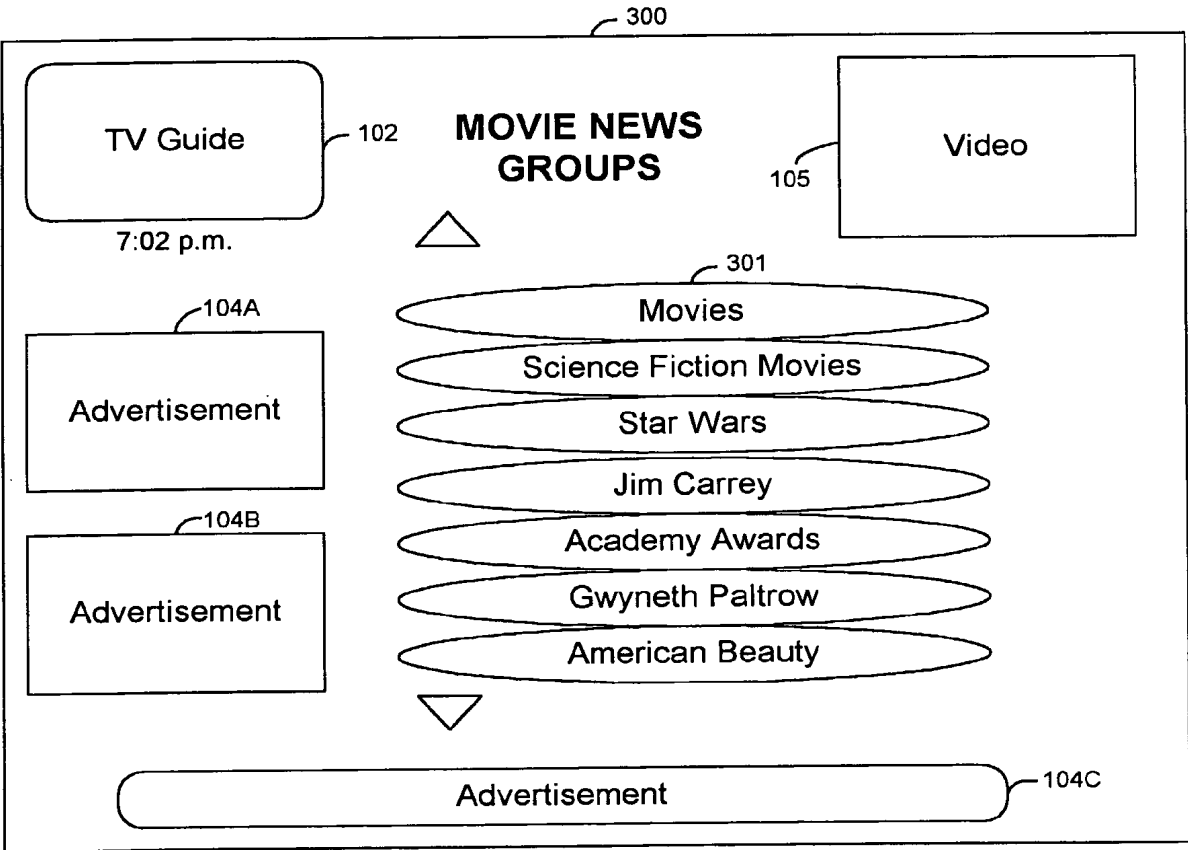 300
TV Guide
102
MOVIE NEWS
GROUPS
105
Video
7:02 p.m.
301
Movies
Science Fiction Movies
Star Wars
Jim Carrey
Academy Awards
Gwyneth Paltrow
American Beauty
104A
Advertisement
104B
Advertisement
Advertisement
104C